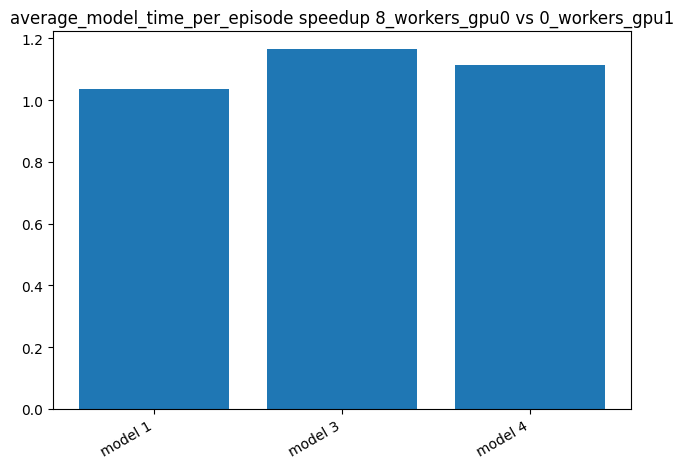 average_model_time_per_episode speedup 8_workers_gpu0 vs 0_workers_gpu1
1.2
1.0
0.8
0.6
0.4
0.2
0.0
model 1
model 3
model 4